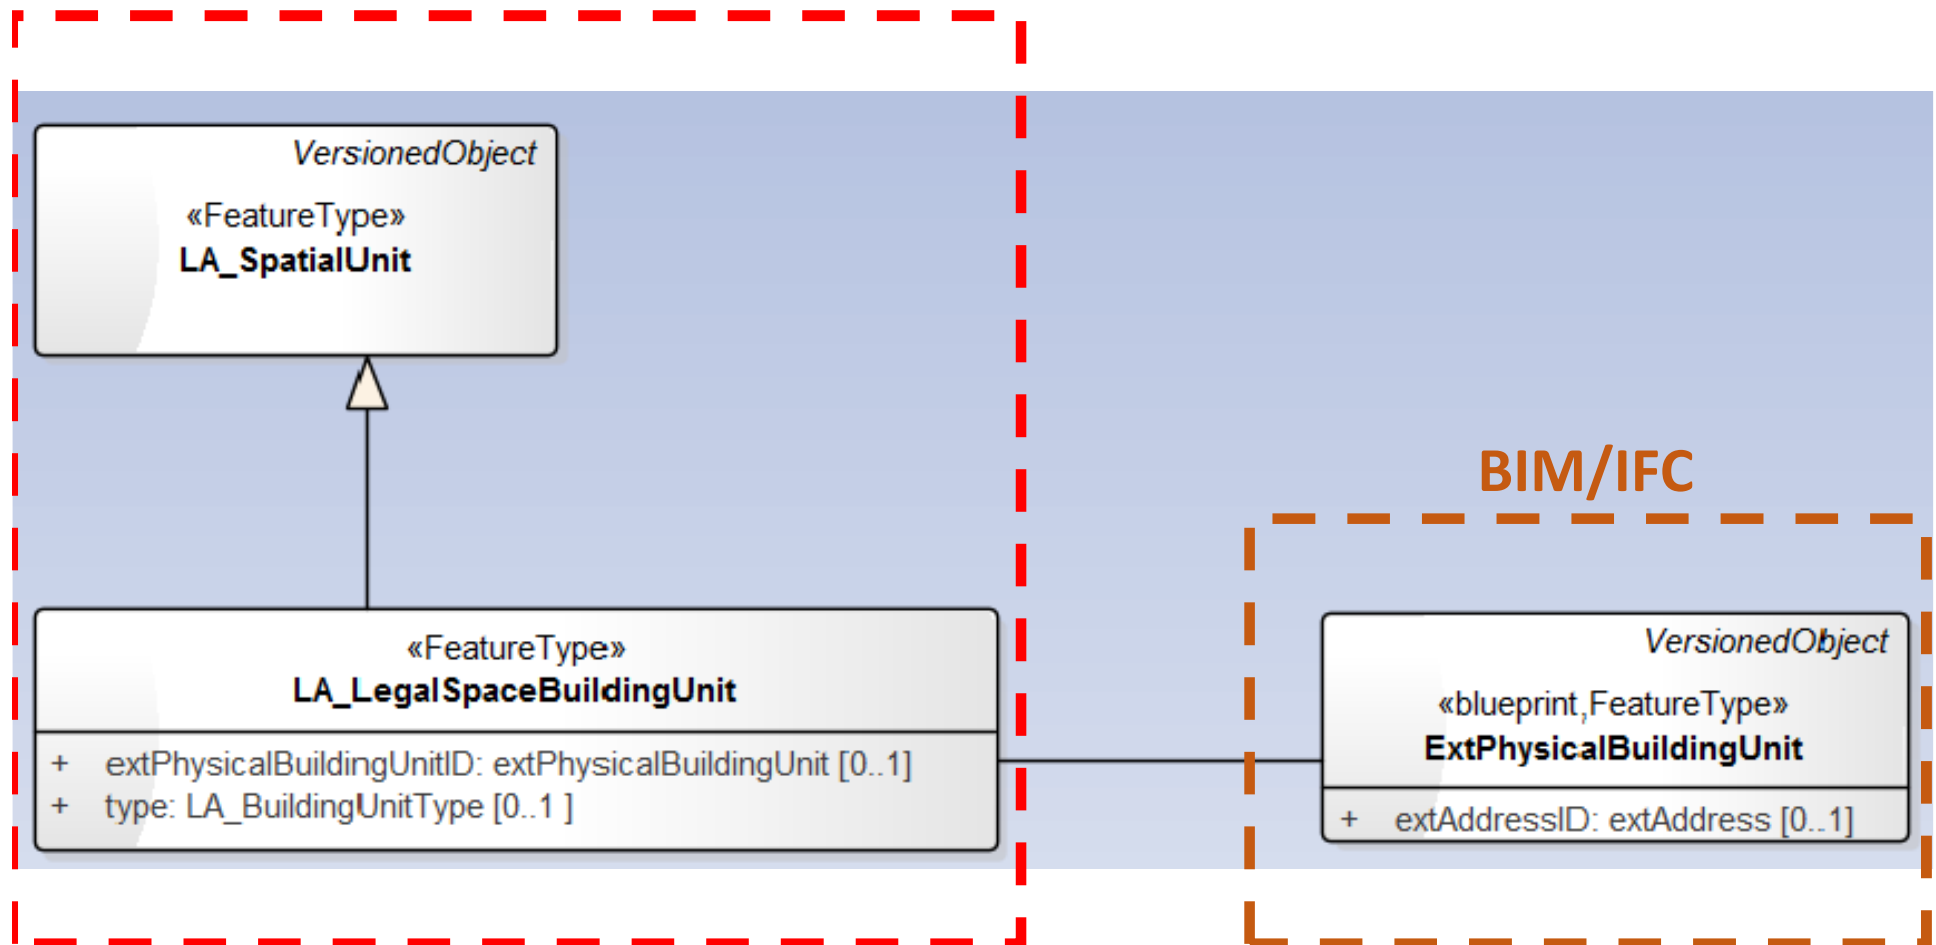 VersionedObject
«FeatureType»
LA_SpatialUnit
BIM/IFC
«FeatureType»
LA_LegalSpaceBuildingUnit
+ extPhysicalBuildingUnitID: extPhysicalBuildingUnit [0..1]
+ type: LA_BuildingUnitType [0..1 ]
VersionedObject
«blueprint,FeatureType»
ExtPhysicalBuildingUnit
+ extAddressID: extAddress [0..1]